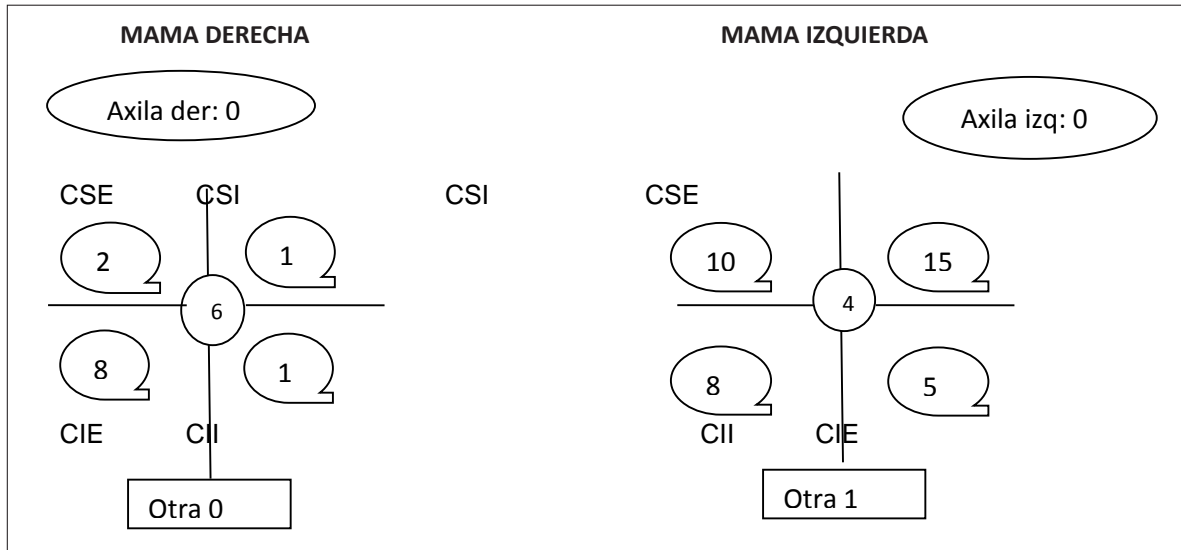 MAMA DERECHA MAMA IZQUIERDA
Axila der: 0 Axila izq: 0
CSE CSI CSI CSE
2 1 10 15
6 4
8 1 8 5
CIE CII CII CIE
Otra 0 Otra 1